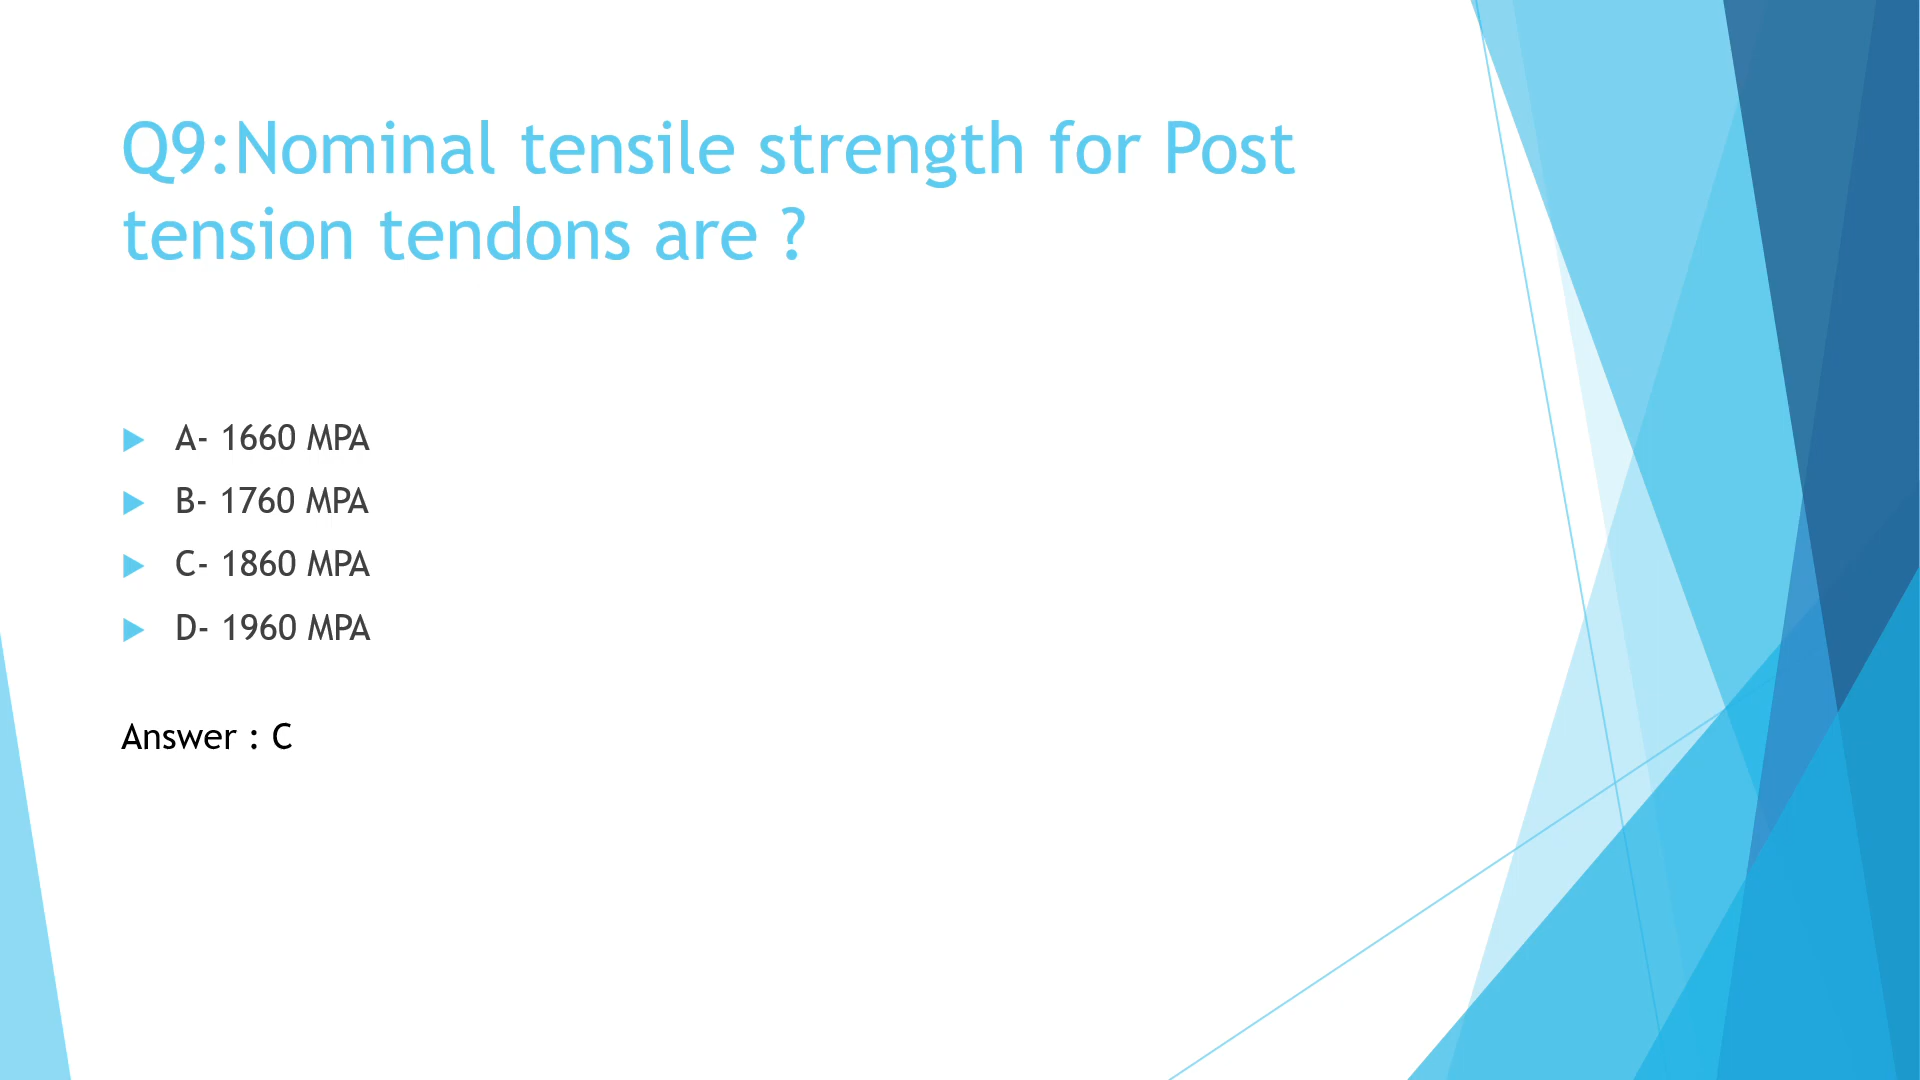 Q9:Nominal tensile strength for Post
tension tendons are ?
A- 1660 MPA
B- 1760 MPA
C- 1860 MPA
D- 1960 MPA
Answer : C